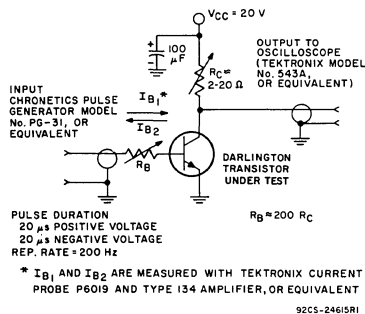 VCC = 20 V
100
μF
+
-
RC ≈
2-20 Ω
OUTPUT TO
OSCILLOSCOPE
(TEKTRONIX MODEL
No. 543A,
OR EQUIVALENT)
INPUT
CHRONETICS PULSE
GENERATOR MODEL
No. PG-31, OR
EQUIVALENT
IB1*
IB2
RB
DARLINGTON
TRANSISTOR
UNDER TEST
PULSE DURATION
20 μs POSITIVE VOLTAGE
20 μs NEGATIVE VOLTAGE
REP. RATE = 200 Hz
RB ≈ 200 RC
* IB1 AND IB2 ARE MEASURED WITH TEKTRONIX CURRENT
PROBE P6019 AND TYPE 134 AMPLIFIER, OR EQUIVALENT
92CS-24615R1